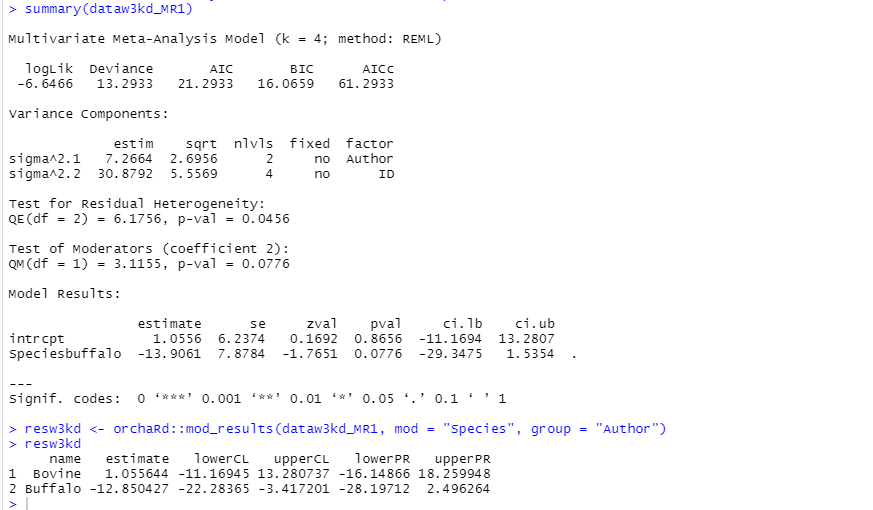 > summary(dataw3kd_MR1)
Multivariate Meta-Analysis Model (k = 4; method: REML)
logLik Deviance AIC BIC AICc
-6.6466 13.2933 21.2933 16.0659 61.2933
Variance Components:
estim sqrt nlvls fixed factor
sigma^2.1 7.2664 2.6956 2 no Author
sigma^2.2 30.8792 5.5569 4 no ID
Test for Residual Heterogeneity:
QE(df = 2) = 6.1756, p-val = 0.0456
Test of Moderators (coefficient 2):
QM(df = 1) = 3.1155, p-val = 0.0776
Model Results:
estimate se zval pval ci.lb ci.ub
intrcpt 1.0556 6.2374 0.1692 0.8656 -11.1694 13.2807
Speciesbuffalo -13.9061 7.8784 -1.7651 0.0776 -29.3475 1.5354 .
---
Signif. codes: 0 ‘***’ 0.001 ‘**’ 0.01 ‘*’ 0.05 ‘.’ 0.1 ‘ ’ 1
> resw3kd <- orchaRd::mod_results(dataw3kd_MR1, mod = "Species", group = "Author")
> resw3kd
name estimate lowerCL upperCL lowerPR upperPR
1 Bovine 1.055644 -11.16945 13.280737 -16.14866 18.259948
2 Buffalo -12.850427 -22.28365 -3.417201 -28.19712 2.496264
>